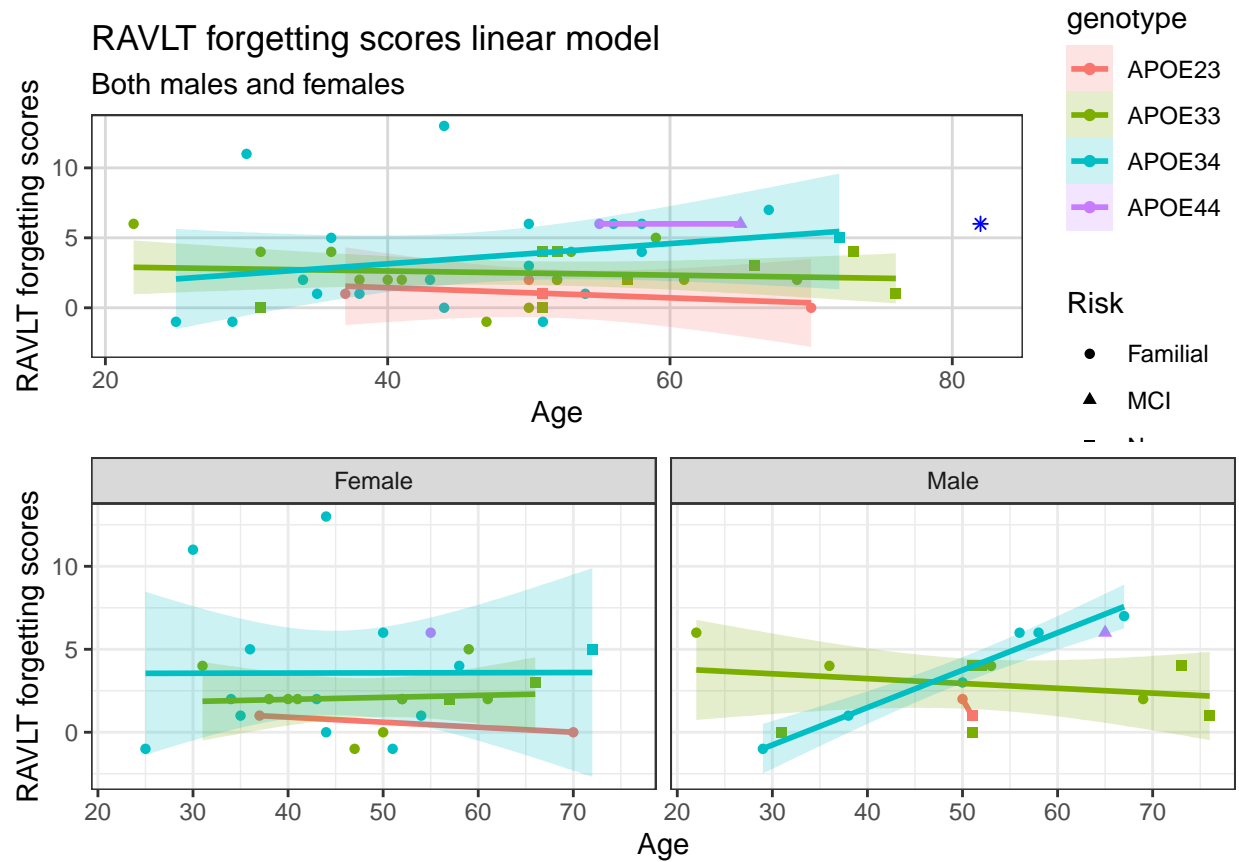 RAVLT forgetting scores linear model
Both males and females
RAVLT forgetting scores
10
5
0
20
40
60
80
Age
genotype
APOE23
APOE33
APOE34
APOE44
Risk
Familial
MCI
Female
Male
RAVLT forgetting scores
10
5
0
20
30
40
50
60
70
20
30
40
50
60
70
Age